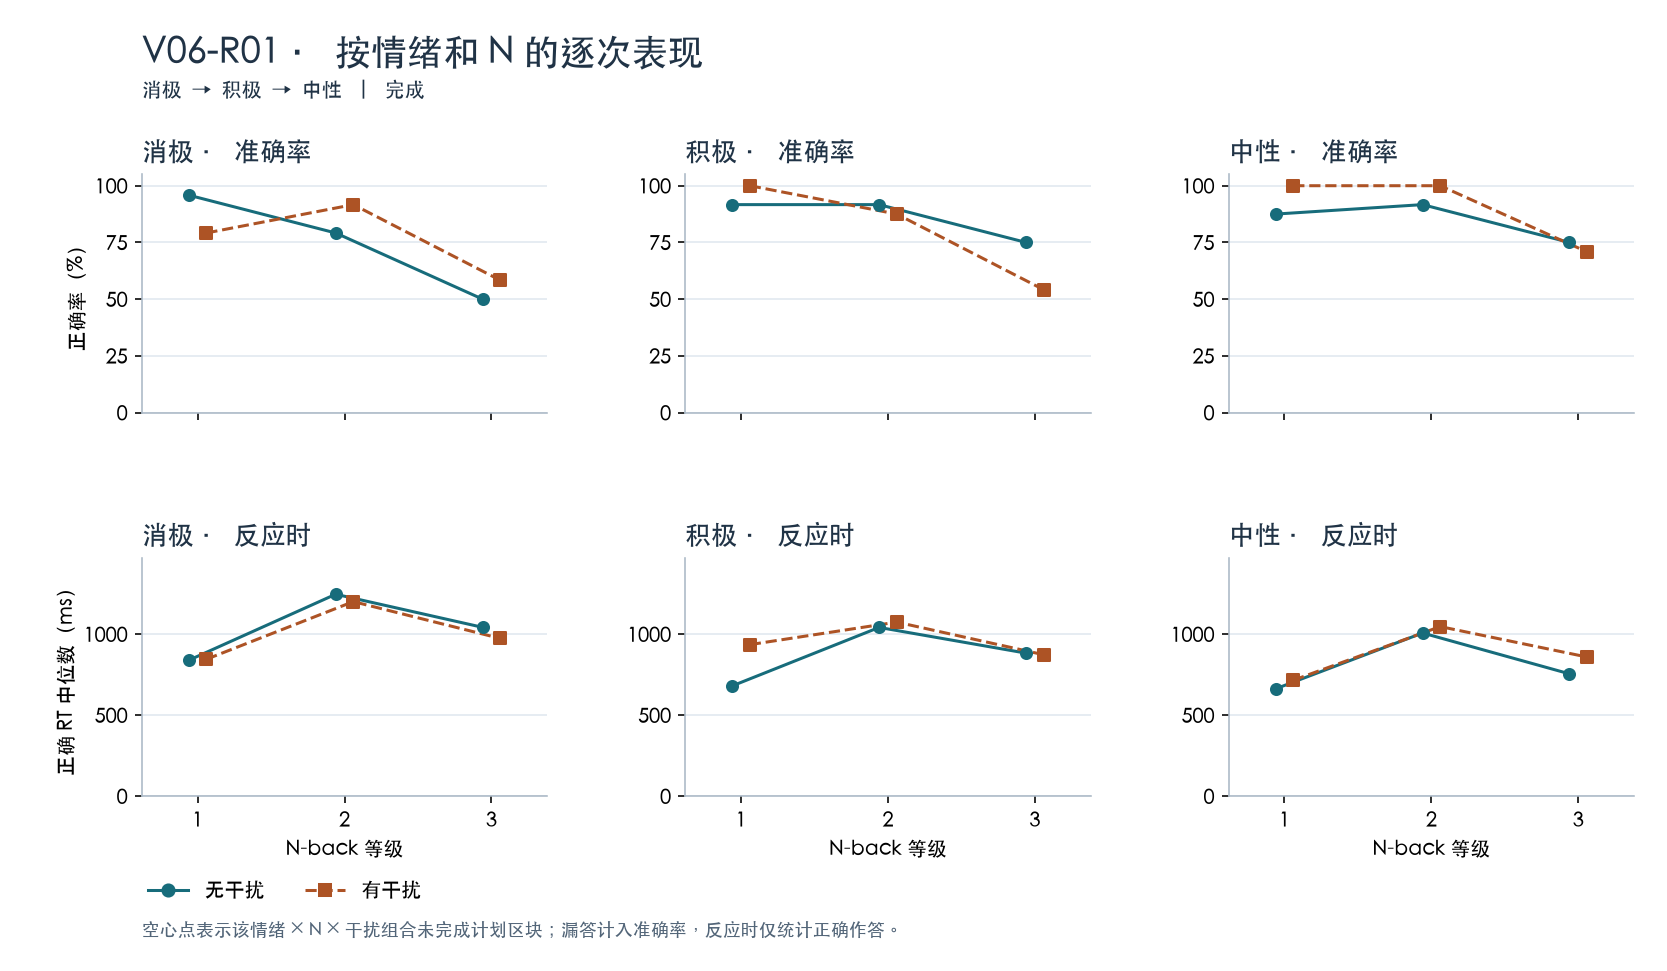 V06-R01 · 按情绪和 N 的逐次表现
消极 → 积极 → 中性 | 完成
消极 · 准确率
积极 · 准确率
中性 · 准确率
正确率 (%)
100
75
50
25
0
100
75
50
25
0
100
75
50
25
0
消极 · 反应时
积极 · 反应时
中性 · 反应时
正确 RT 中位数 (ms)
1000
500
0
1000
500
0
1000
500
0
1 2 3
1 2 3
1 2 3
N-back 等级
N-back 等级
N-back 等级
无干扰 有干扰
空心点表示该情绪×N×干扰组合未完成计划区块；漏答计入准确率，反应时仅统计正确作答。